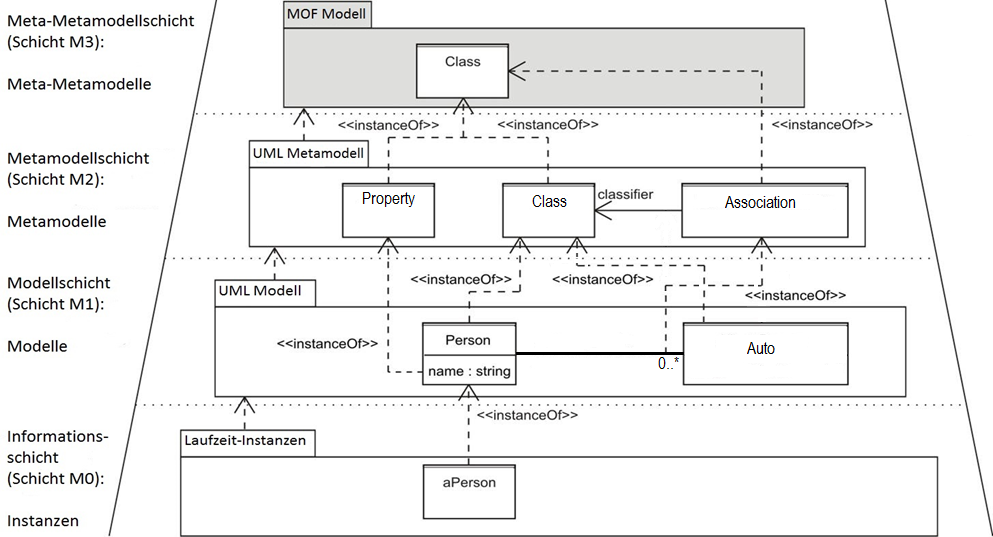 Meta-Metamodellschicht
(Schicht M3):
Meta-Metamodelle
MOF Modell
Class
<<instanceOf>>
<<instanceOf>>
<<instanceOf>>
Metamodellschicht
(Schicht M2):
Metamodelle
UML Metamodell
Property
Class
classifier
Association
<<instanceOf>>
<<instanceOf>>
<<instanceOf>>
Modellschicht
(Schicht M1):
Modelle
UML Modell
<<instanceOf>>
Person
name : string
0..*
Auto
<<instanceOf>>
Informations-
schicht
(Schicht M0):
Instanzen
Laufzeit-Instanzen
aPerson